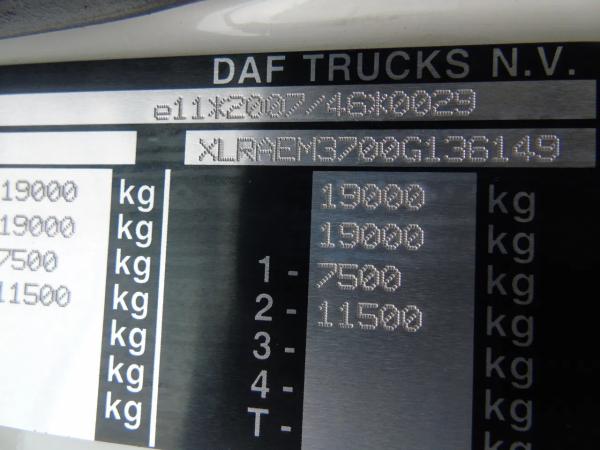 DAF TRUCKS N.V.
e11*2007/46*0029
XLRAEM3700G136149
19000 kg 19000 kg
19000 kg 19000 kg
7500 kg 1 - 7500 kg
11500 kg 2 - 11500 kg
kg 3 - kg
kg 4 - kg
kg T - kg
kg